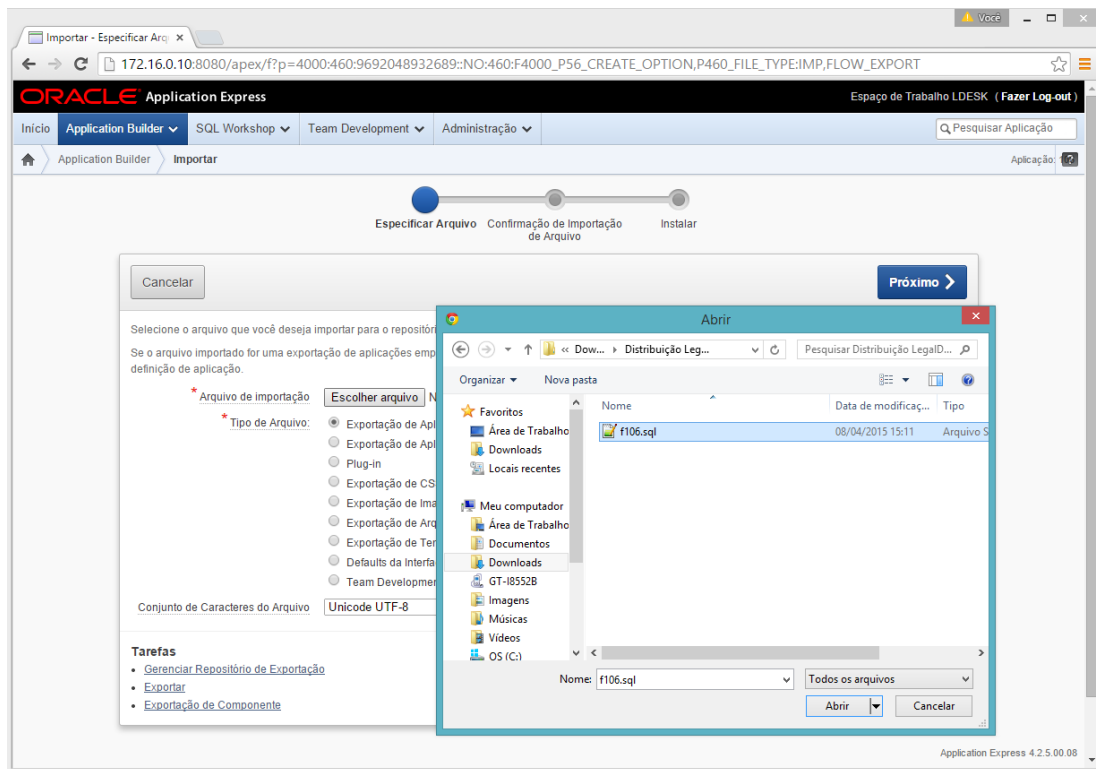 Você
Importar - Especificar Arq
172.16.0.10:8080/apex/f?p=4000:460:9692048932689::NO:460:F4000_P56_CREATE_OPTION,P460_FILE_TYPE:IMP,FLOW_EXPORT
ORACLE Application Express
Espaço de Trabalho LDESK ( Fazer Log-out )
Início Application Builder SQL Workshop Team Development Administração
Pesquisar Aplicação
Application Builder Importar
Aplicação:
Especificar Arquivo
Confirmação de Importação
de Arquivo
Instalar
Cancelar
Próximo
Selecione o arquivo que você deseja importar para o repositóri
Se o arquivo importado for uma exportação de aplicações emp
definição de aplicação.
* Arquivo de importação Escolher arquivo N
* Tipo de Arquivo:
Exportação de Apl
Exportação de Apl
Plug-in
Exportação de CS
Exportação de Ima
Exportação de Arq
Exportação de Ter
Defaults da Interfa
Team Developmer
Conjunto de Caracteres do Arquivo Unicode UTF-8
Tarefas
Gerenciar Repositório de Exportação
Exportar
Exportação de Componente
Abrir
« Dow... Distribuição Leg...
Pesquisar Distribuição LegalD...
Organizar Nova pasta
Favoritos
Área de Trabalho
Downloads
Locais recentes
Meu computador
Área de Trabalho
Documentos
Downloads
GT-I8552B
Imagens
Músicas
Vídeos
OS (C:)
Nome Data de modificaç... Tipo
f106.sql 08/04/2015 15:11 Arquivo S
Nome: f106.sql
Todos os arquivos
Abrir Cancelar
Application Express 4.2.5.00.08